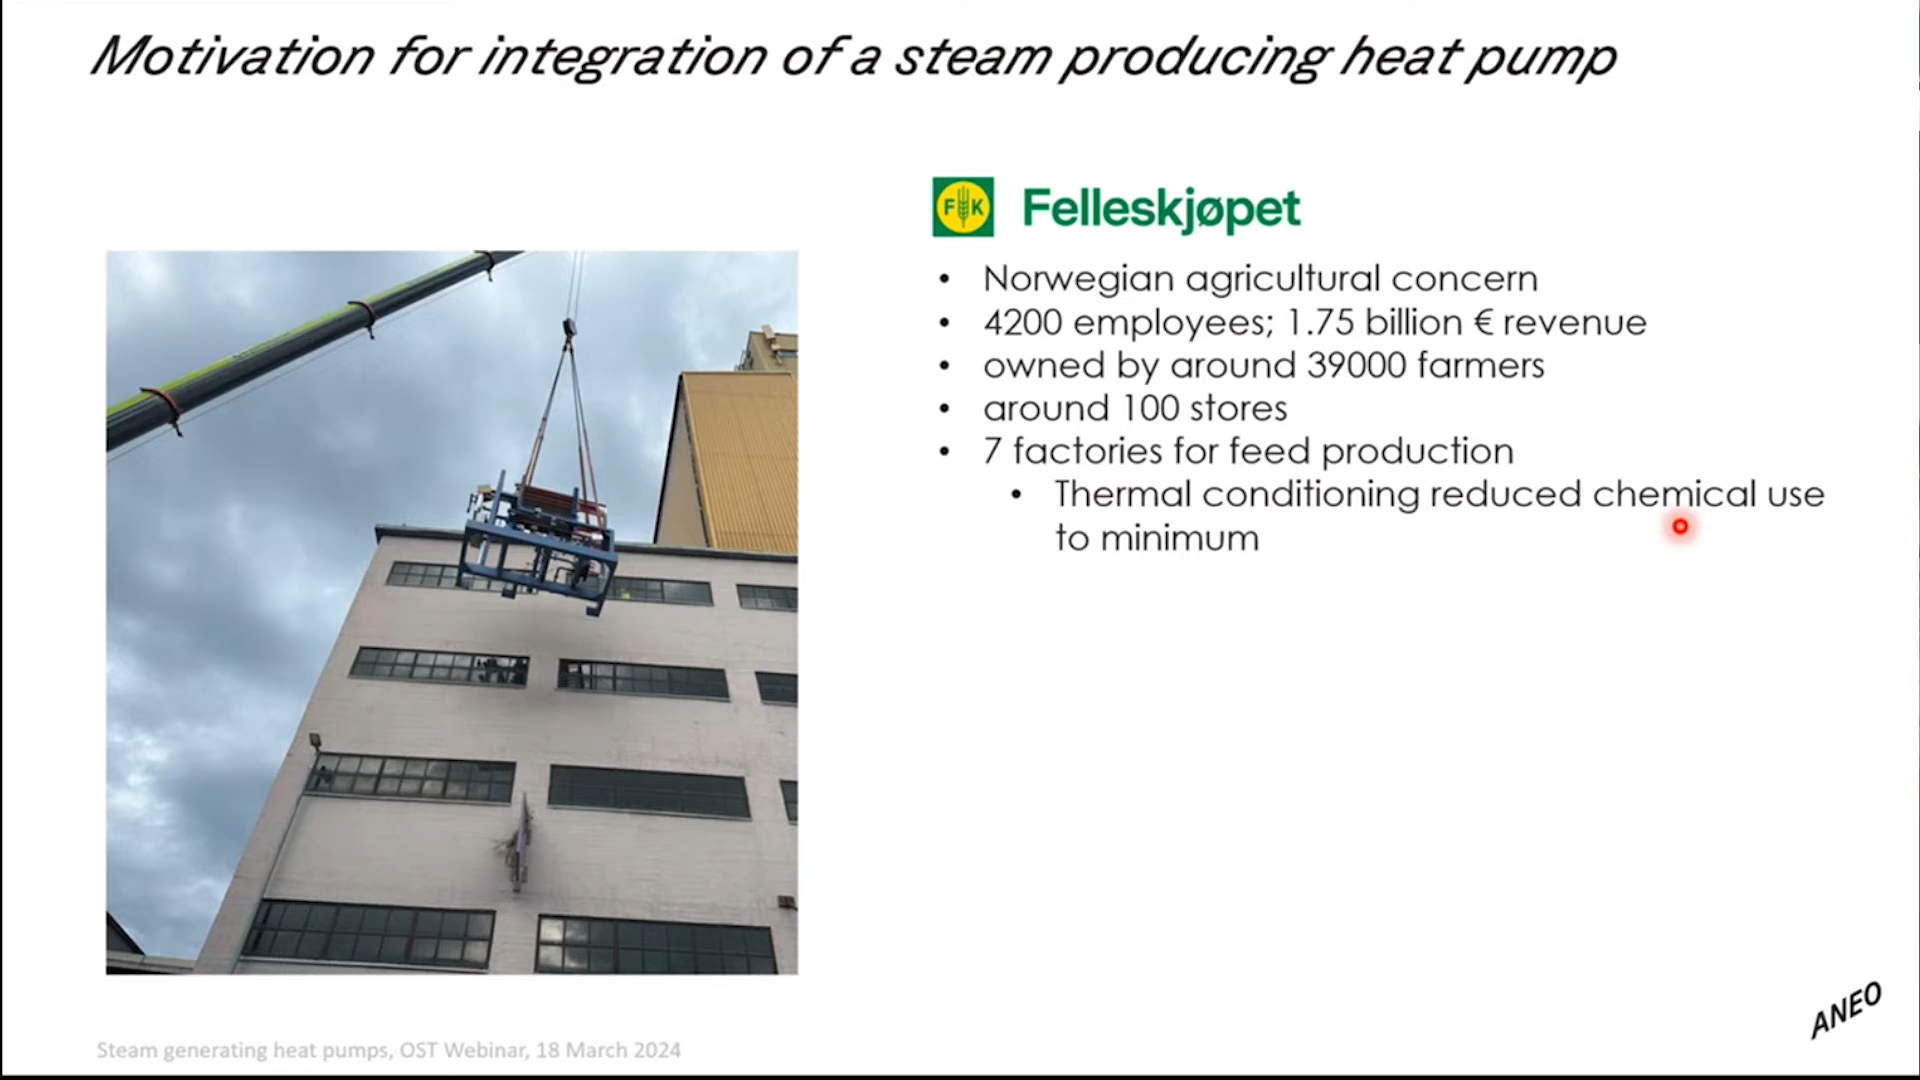 Motivation for integration of a steam producing heat pump
FK Felleskjøpet
• Norwegian agricultural concern
• 4200 employees; 1.75 billion € revenue
• owned by around 39000 farmers
• around 100 stores
• 7 factories for feed production
• Thermal conditioning reduced chemical use
to minimum
Steam generating heat pumps, OST Webinar, 18 March 2024
ANEO